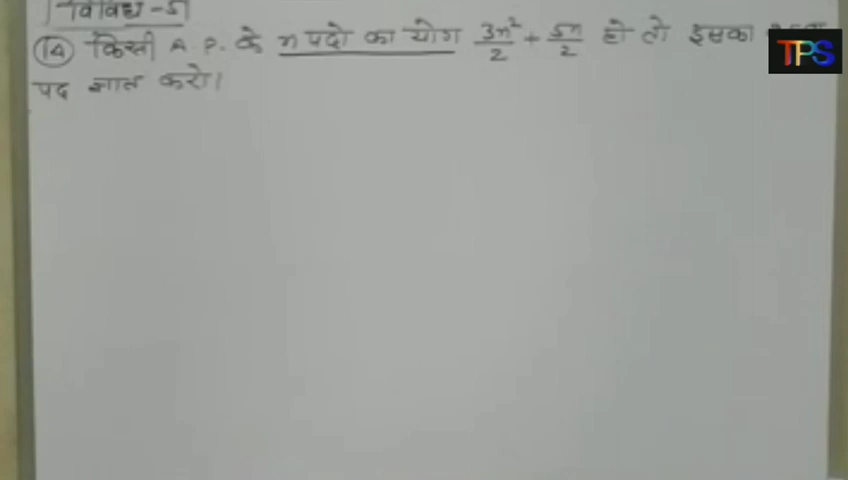 विविध - 5
(14) किसी A.P. के n पदो का योग 3n²/2 + 5n/2 हो तो इसका
TPS
पद ज्ञात करो।